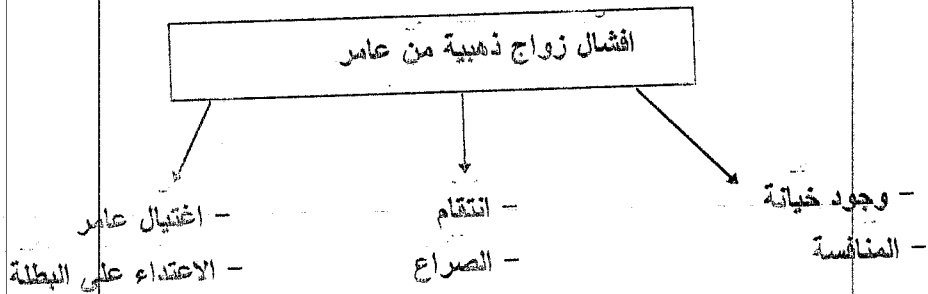 افشال زواج ذهبية من عامر
- وجود خيانة
- المنافسة
- انتقام
- الصراع
- اغتيال عامر
- الاعتداء على البطلة